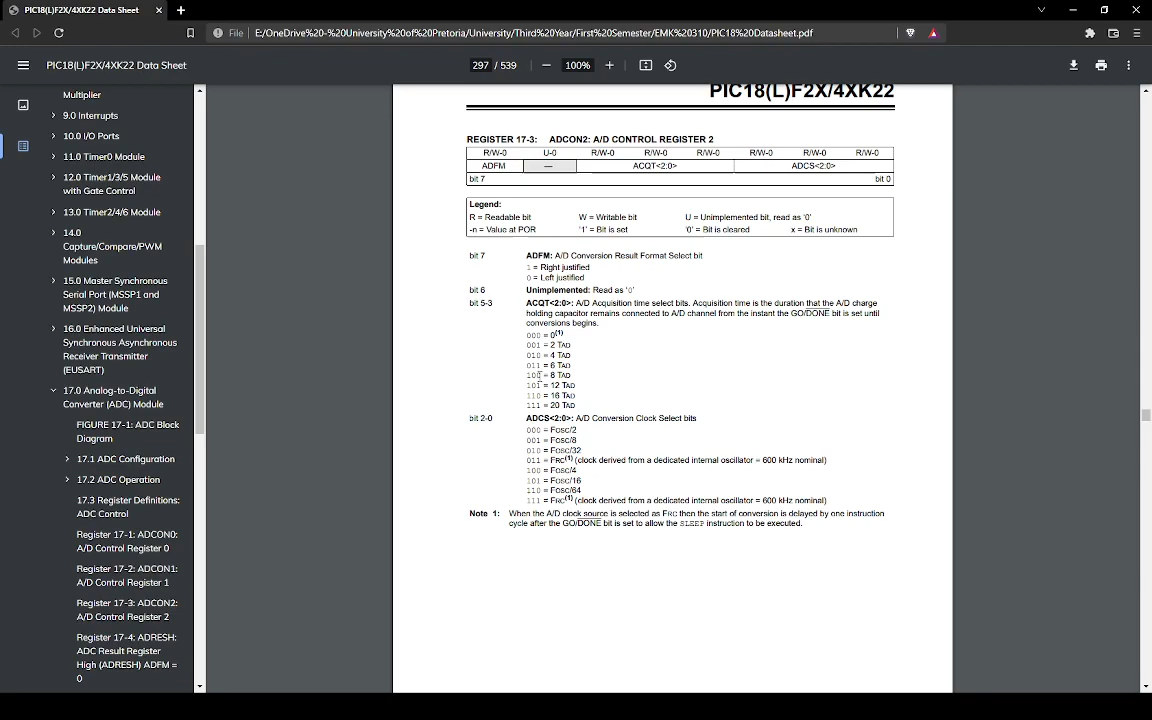 PIC18(L)F2X/4XK22 Data Sheet
File
E:/OneDrive%20-%20University%20of%20Pretoria/University/Third%20Year/First%20Semester/EMK%20310/PIC18%20Datasheet.pdf
PIC18(L)F2X/4XK22 Data Sheet
297 / 539
100%
Multiplier
9.0 Interrupts
10.0 I/O Ports
11.0 Timer0 Module
12.0 Timer1/3/5 Module
with Gate Control
13.0 Timer2/4/6 Module
14.0
Capture/Compare/PWM
Modules
15.0 Master Synchronous
Serial Port (MSSP1 and
MSSP2) Module
16.0 Enhanced Universal
Synchronous Asynchronous
Receiver Transmitter
(EUSART)
17.0 Analog-to-Digital
Converter (ADC) Module
FIGURE 17-1: ADC Block
Diagram
17.1 ADC Configuration
17.2 ADC Operation
17.3 Register Definitions:
ADC Control
Register 17-1: ADCON0:
A/D Control Register 0
Register 17-2: ADCON1:
A/D Control Register 1
Register 17-3: ADCON2:
A/D Control Register 2
Register 17-4: ADRESH:
ADC Result Register
High (ADRESH) ADFM =
0
PIC18(L)F2X/4XK22
REGISTER 17-3: ADCON2: A/D CONTROL REGISTER 2
R/W-0 U-0 R/W-0 R/W-0 R/W-0 R/W-0 R/W-0 R/W-0
ADFM — ACQT<2:0> ADCS<2:0>
bit 7 bit 0
Legend:
R = Readable bit W = Writable bit U = Unimplemented bit, read as '0'
-n = Value at POR '1' = Bit is set '0' = Bit is cleared x = Bit is unknown
bit 7 ADFM: A/D Conversion Result Format Select bit
1 = Right justified
0 = Left justified
bit 6 Unimplemented: Read as '0'
bit 5-3 ACQT<2:0>: A/D Acquisition time select bits. Acquisition time is the duration that the A/D charge
holding capacitor remains connected to A/D channel from the instant the GO/DONE bit is set until
conversions begins.
000 = 0(1)
001 = 2 TAD
010 = 4 TAD
011 = 6 TAD
100 = 8 TAD
101 = 12 TAD
110 = 16 TAD
111 = 20 TAD
bit 2-0 ADCS<2:0>: A/D Conversion Clock Select bits
000 = FOSC/2
001 = FOSC/8
010 = FOSC/32
011 = FRC(1) (clock derived from a dedicated internal oscillator = 600 kHz nominal)
100 = FOSC/4
101 = FOSC/16
110 = FOSC/64
111 = FRC(1) (clock derived from a dedicated internal oscillator = 600 kHz nominal)
Note 1: When the A/D clock source is selected as FRC then the start of conversion is delayed by one instruction
cycle after the GO/DONE bit is set to allow the SLEEP instruction to be executed.